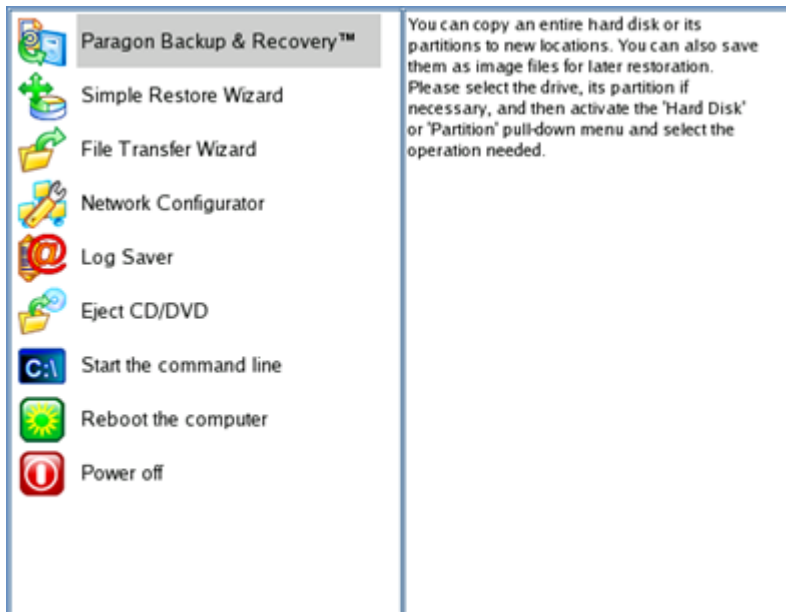 Paragon Backup & Recovery™
Simple Restore Wizard
File Transfer Wizard
Network Configurator
Log Saver
Eject CD/DVD
C:\
Start the command line
Reboot the computer
Power off
You can copy an entire hard disk or its
partitions to new locations. You can also save
them as image files for later restoration.
Please select the drive, its partition if
necessary, and then activate the 'Hard Disk'
or 'Partition' pull-down menu and select the
operation needed.